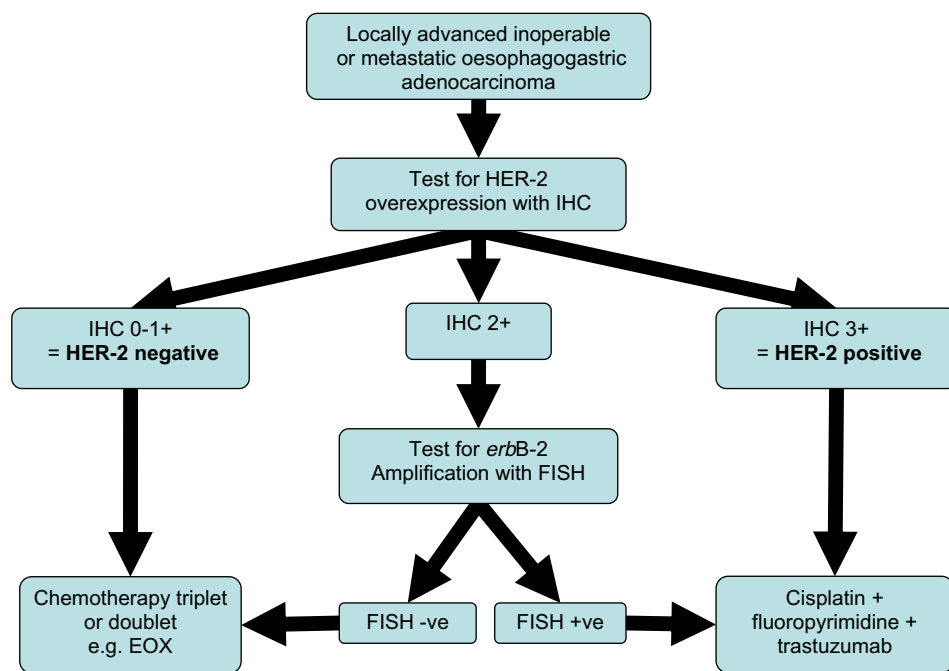 Locally advanced inoperable
or metastatic oesophagogastric
adenocarcinoma
Test for HER-2
overexpression with IHC
IHC 0-1+
= HER-2 negative
IHC 2+
IHC 3+
= HER-2 positive
Test for erbB-2
Amplification with FISH
Chemotherapy triplet
or doublet
e.g. EOX
FISH -ve
FISH +ve
Cisplatin +
fluoropyrimidine +
trastuzumab